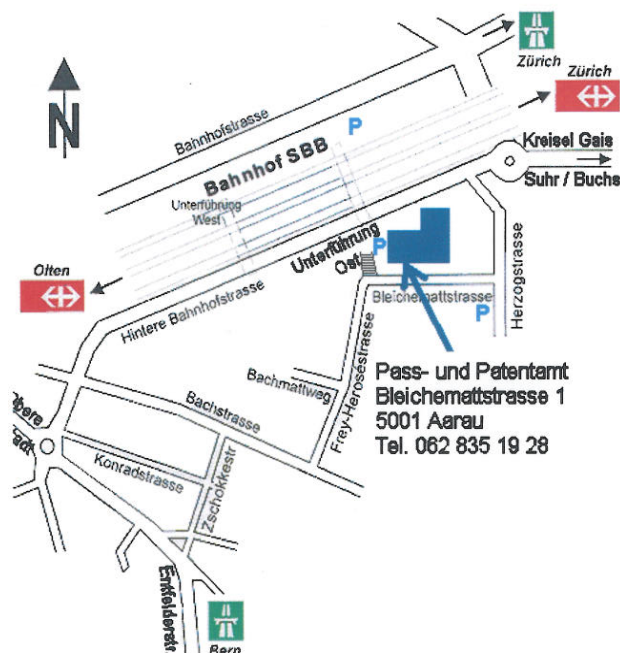 Zürich
Zürich
N
Bahnhofstrasse
P
Bahnhof SBB
Kreisel Gais
Suhr / Buchs
Unterführung
West
Unterführung
Ost
P
Olten
Hintere Bahnhofstrasse
Bleichemattstrasse
P
Herzogstrasse
Frey-Herosestrasse
Bachmattweg
Pass- und Patentamt
Bleichemattstrasse 1
5001 Aarau
Tel. 062 835 19 28
Bachstrasse
Konradstrasse
Zschokkestr
Entfelderstr
Bern